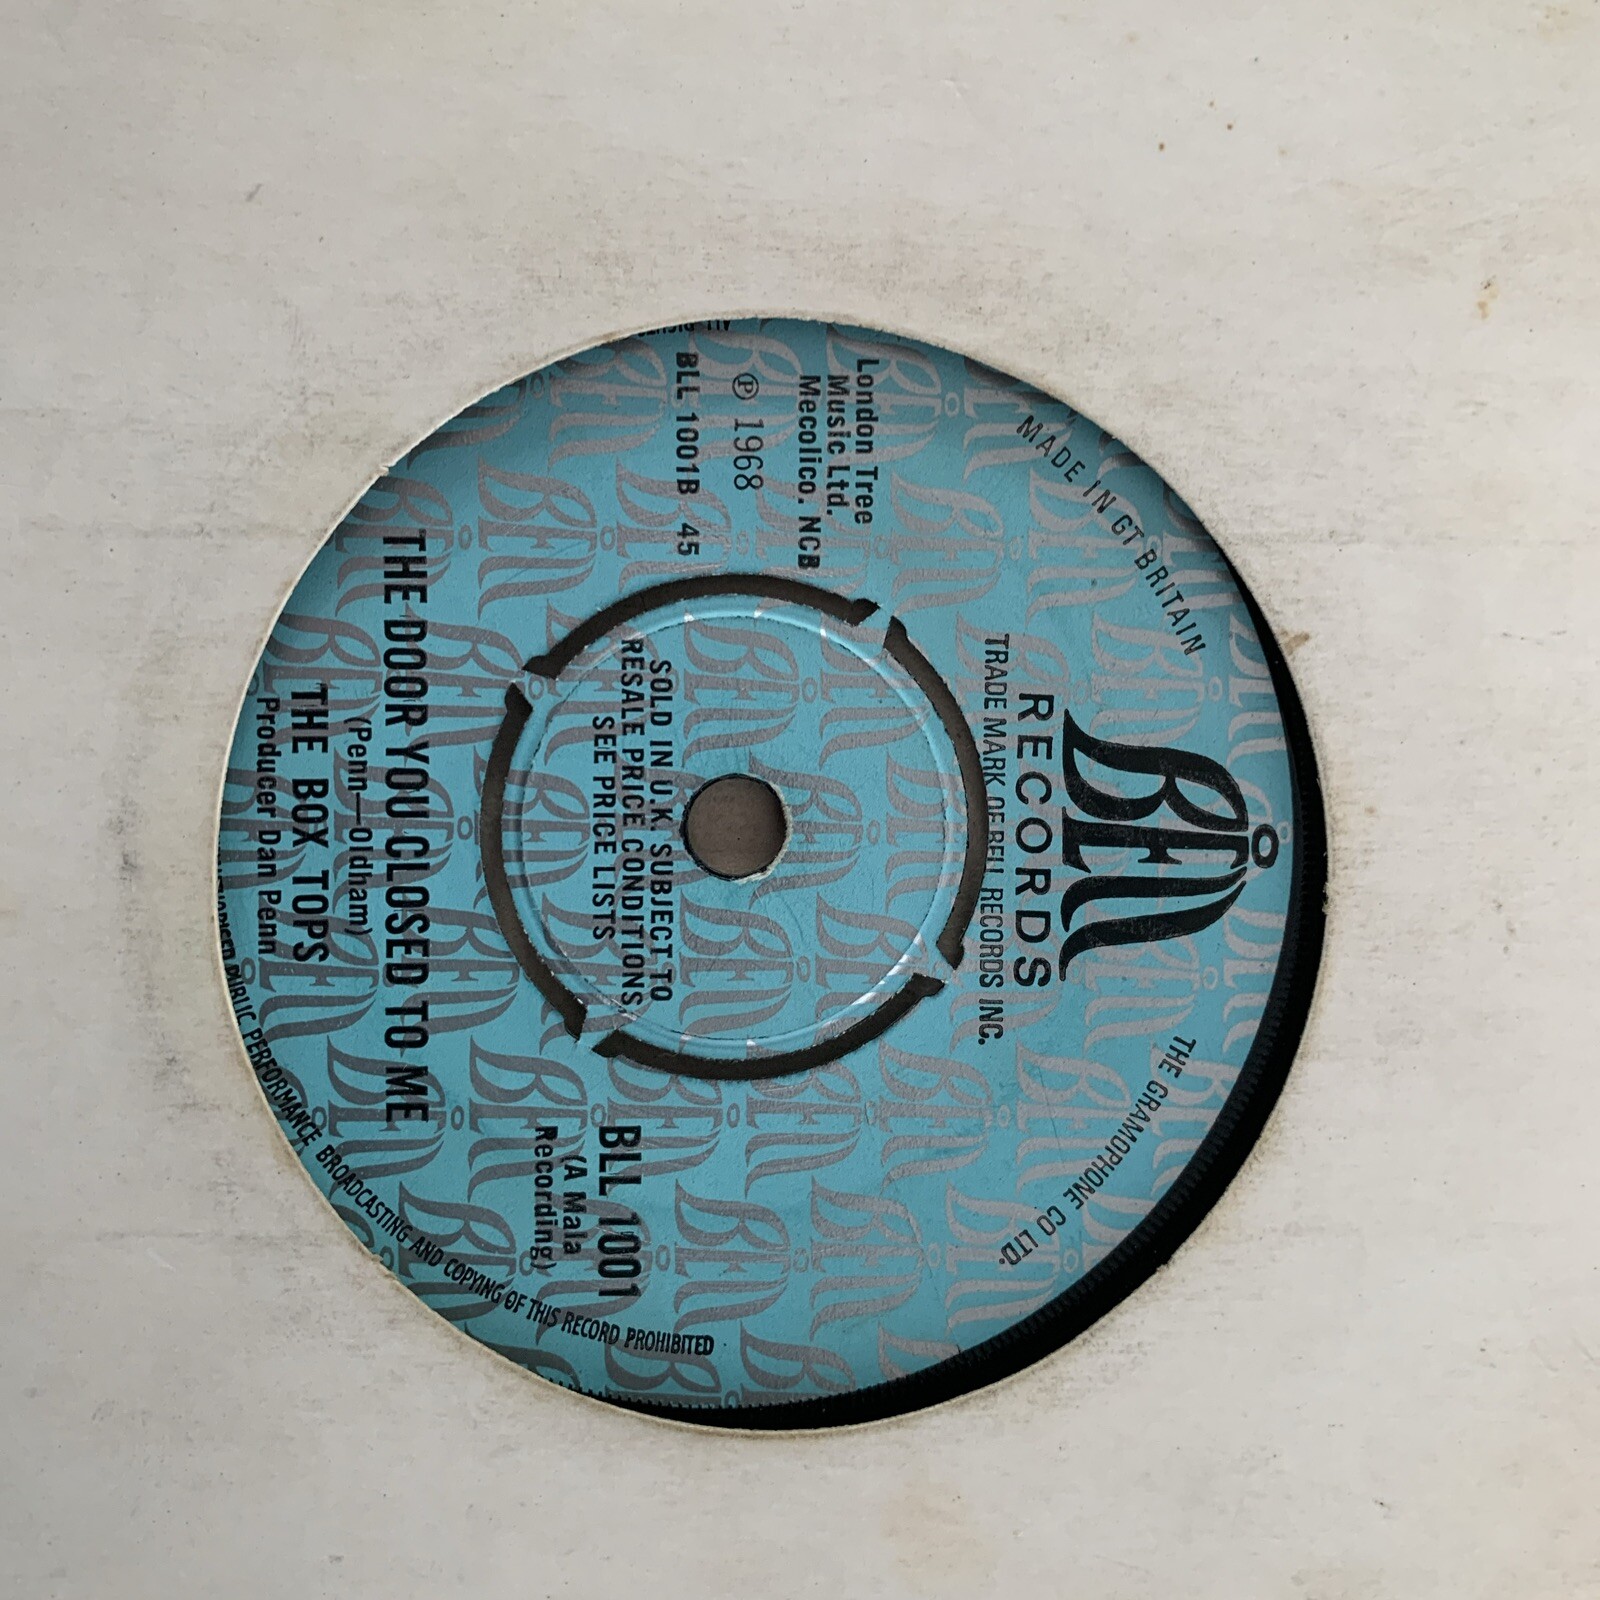 MADE IN GT BRITAIN
THE GRAMOPHONE CO LTD.
BELL
RECORDS
TRADE MARK OF BELL RECORDS INC.
London Tree
Music Ltd.
Mecolico. NCB
℗ 1968
BLL 1001B 45
SOLD IN U.K. SUBJECT TO
RESALE PRICE CONDITIONS
SEE PRICE LISTS
BLL 1001
(A Mala
Recording)
THE DOOR YOU CLOSED TO ME
(Penn—oldham)
THE BOX TOPS
Producer Dan Penn
PUBLIC PERFORMANCE BROADCASTING AND COPYING OF THIS RECORD PROHIBITED